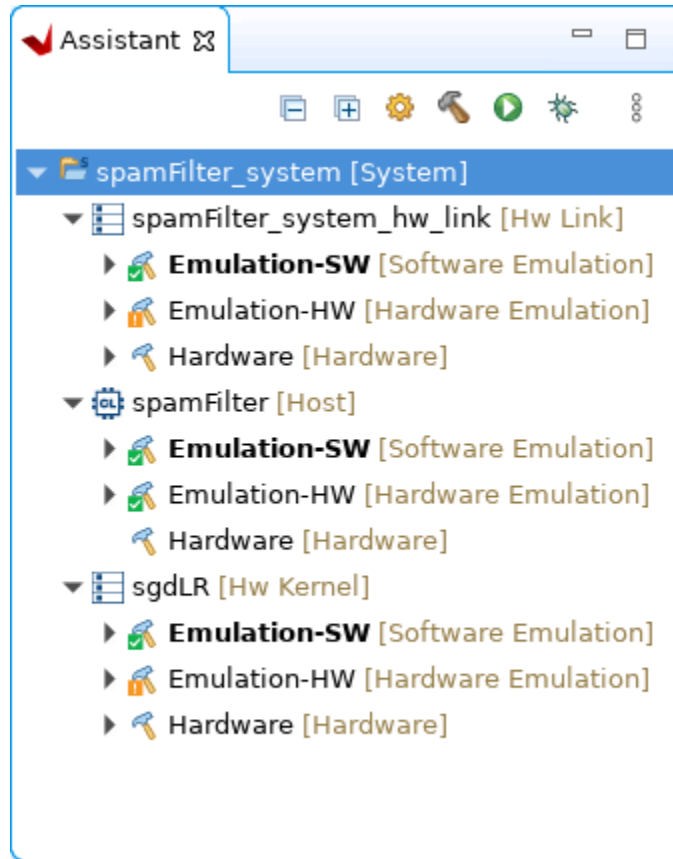 Assistant
spamFilter_system [System]
spamFilter_system_hw_link [Hw Link]
Emulation-SW [Software Emulation]
Emulation-HW [Hardware Emulation]
Hardware [Hardware]
spamFilter [Host]
Emulation-SW [Software Emulation]
Emulation-HW [Hardware Emulation]
Hardware [Hardware]
sgdLR [Hw Kernel]
Emulation-SW [Software Emulation]
Emulation-HW [Hardware Emulation]
Hardware [Hardware]